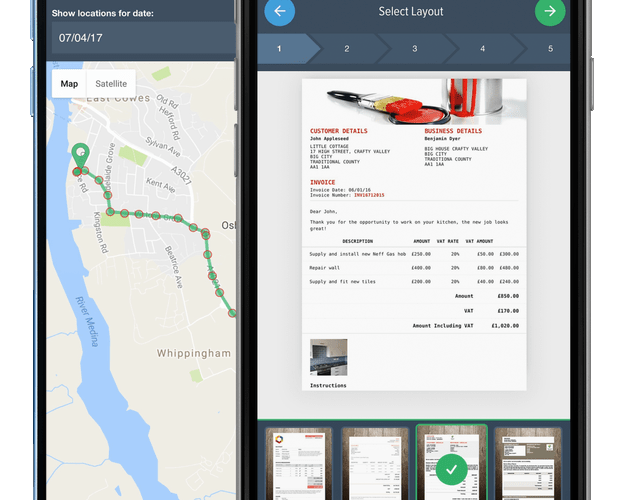 Show locations for date:
07/04/17
Map Satellite
East Cowes
Old Rd
Hefford Rd
Sylvan Ave
Adelaide Grove
A3021
Kent Ave
Kingston Rd
Beatrice Ave
River Medina
Whippingham
Select Layout
1 2 3 4 5
CUSTOMER DETAILS
John Appleseed
LITTLE COTTAGE
17 HIGH STREET, CRAFTY VALLEY
BIG CITY
TRADITIONAL COUNTY
AA1 1AA
BUSINESS DETAILS
Benjamin Dyer
BIG HOUSE CRAFTY VALLEY
BIG CITY
TRADITIONA COUNTY
AA1 1AA
INVOICE
Invoice Date: 08/01/16
Invoice Number: INV16712815
Dear John,
Thank you for the opportunity to work on your kitchen, the new job looks
great!
DESCRIPTION AMOUNT VAT RATE VAT AMOUNT
Supply and install new Neff Gas hob £250.00 20% £50.00 £300.00
Repair wall £400.00 20% £80.00 £480.00
Supply and fit new tiles £200.00 20% £40.00 £240.00
Amount £850.00
VAT £170.00
Amount Including VAT £1,020.00
Instructions